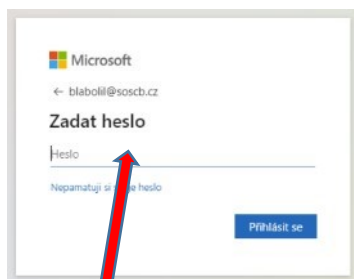 Microsoft
← blabolil@soscb.cz
Zadat heslo
Heslo
Nepamatuji si heslo
Přihlásit se